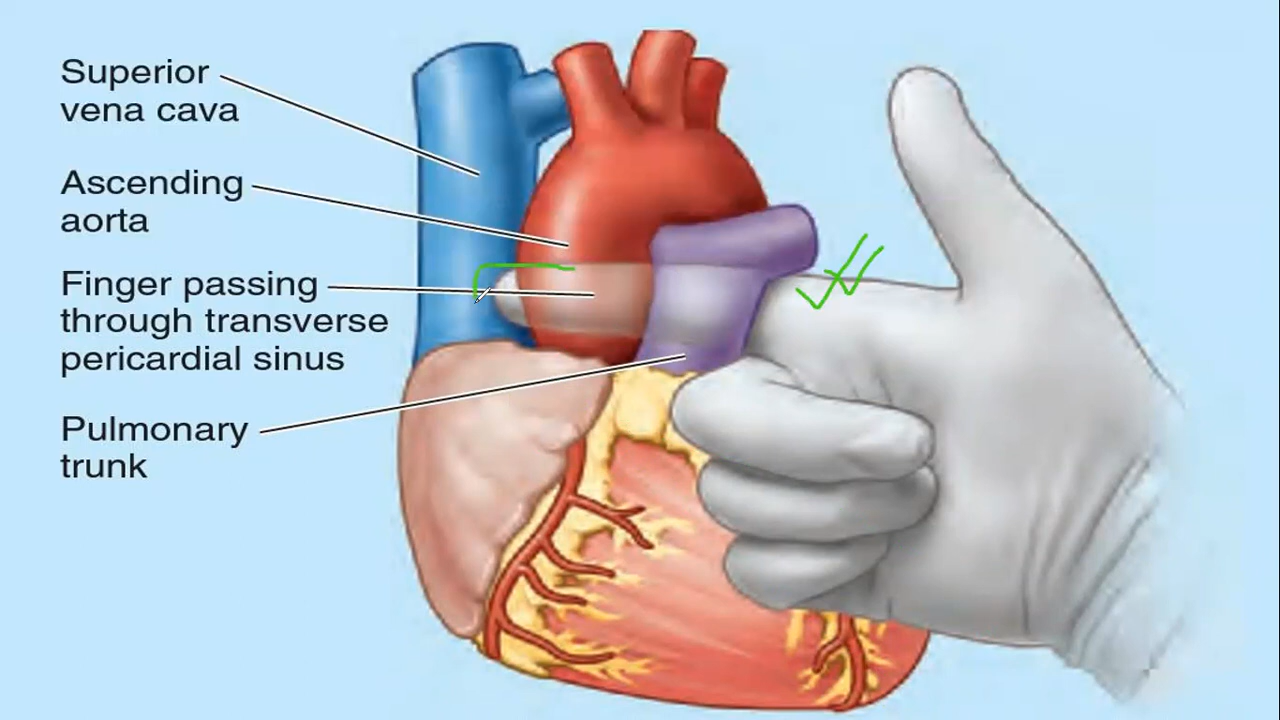 Superior
vena cava
Ascending
aorta
Finger passing
through transverse
pericardial sinus
Pulmonary
trunk